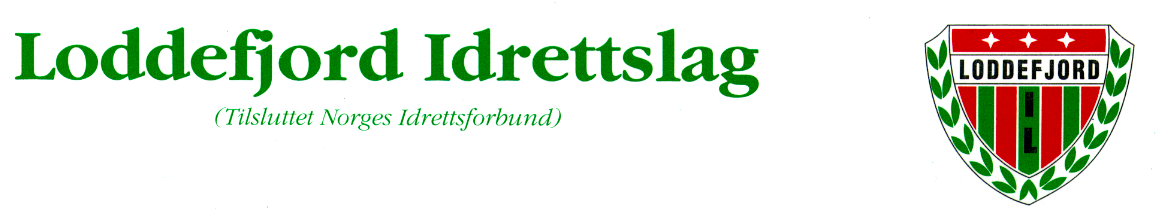 Loddefjord Idrettslag
(Tilsluttet Norges Idrettsforbund)
LODDEFJORD
IL